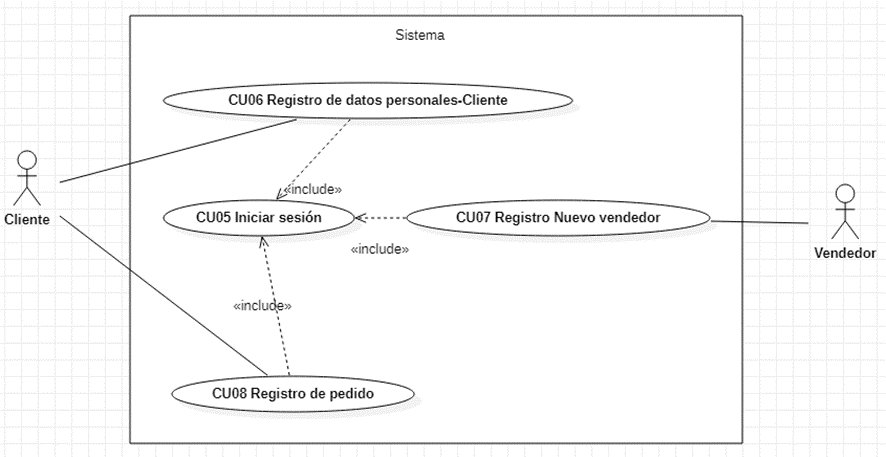 Sistema
CU06 Registro de datos personales-Cliente
«include»
Cliente
CU05 Iniciar sesión
CU07 Registro Nuevo vendedor
Vendedor
«include»
«include»
CU08 Registro de pedido